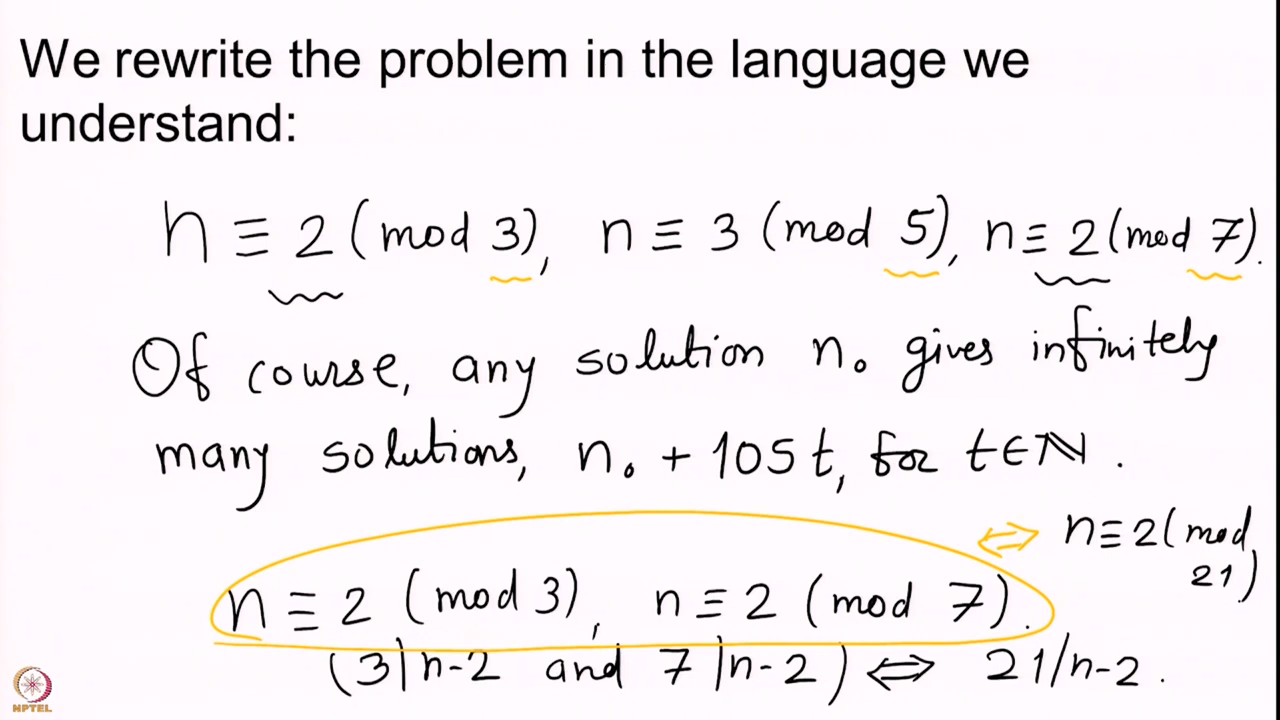 We rewrite the problem in the language we
understand:
n ≡ 2 (mod 3), n ≡ 3 (mod 5), n ≡ 2 (mod 7).
Of course, any solution n₀ gives infinitely
many solutions, n₀ + 105t, for t∈ℕ.
⇔ n ≡ 2 (mod
21)
n ≡ 2 (mod 3), n ≡ 2 (mod 7).
(3|n-2 and 7|n-2) ⇔ 21/n-2.
NPTEL